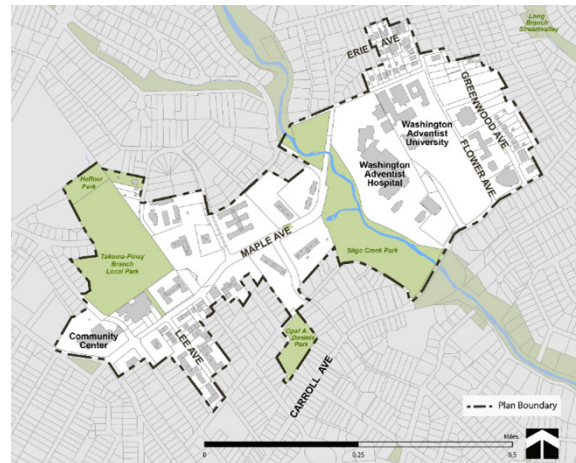 Long
Branch
Streamvalley
ERIE AVE
GREENWOOD AVE
Washington
Adventist
University
FLOWER AVE
Washington
Adventist
Hospital
Heffner
Park
MAPLE AVE
Takoma-Piney
Branch
Local Park
Sligo Creek Park
Community
Center
LEE AVE
Opal A.
Daniels
Park
CARROLL AVE
Plan Boundary
Miles
0
0.25
0.5